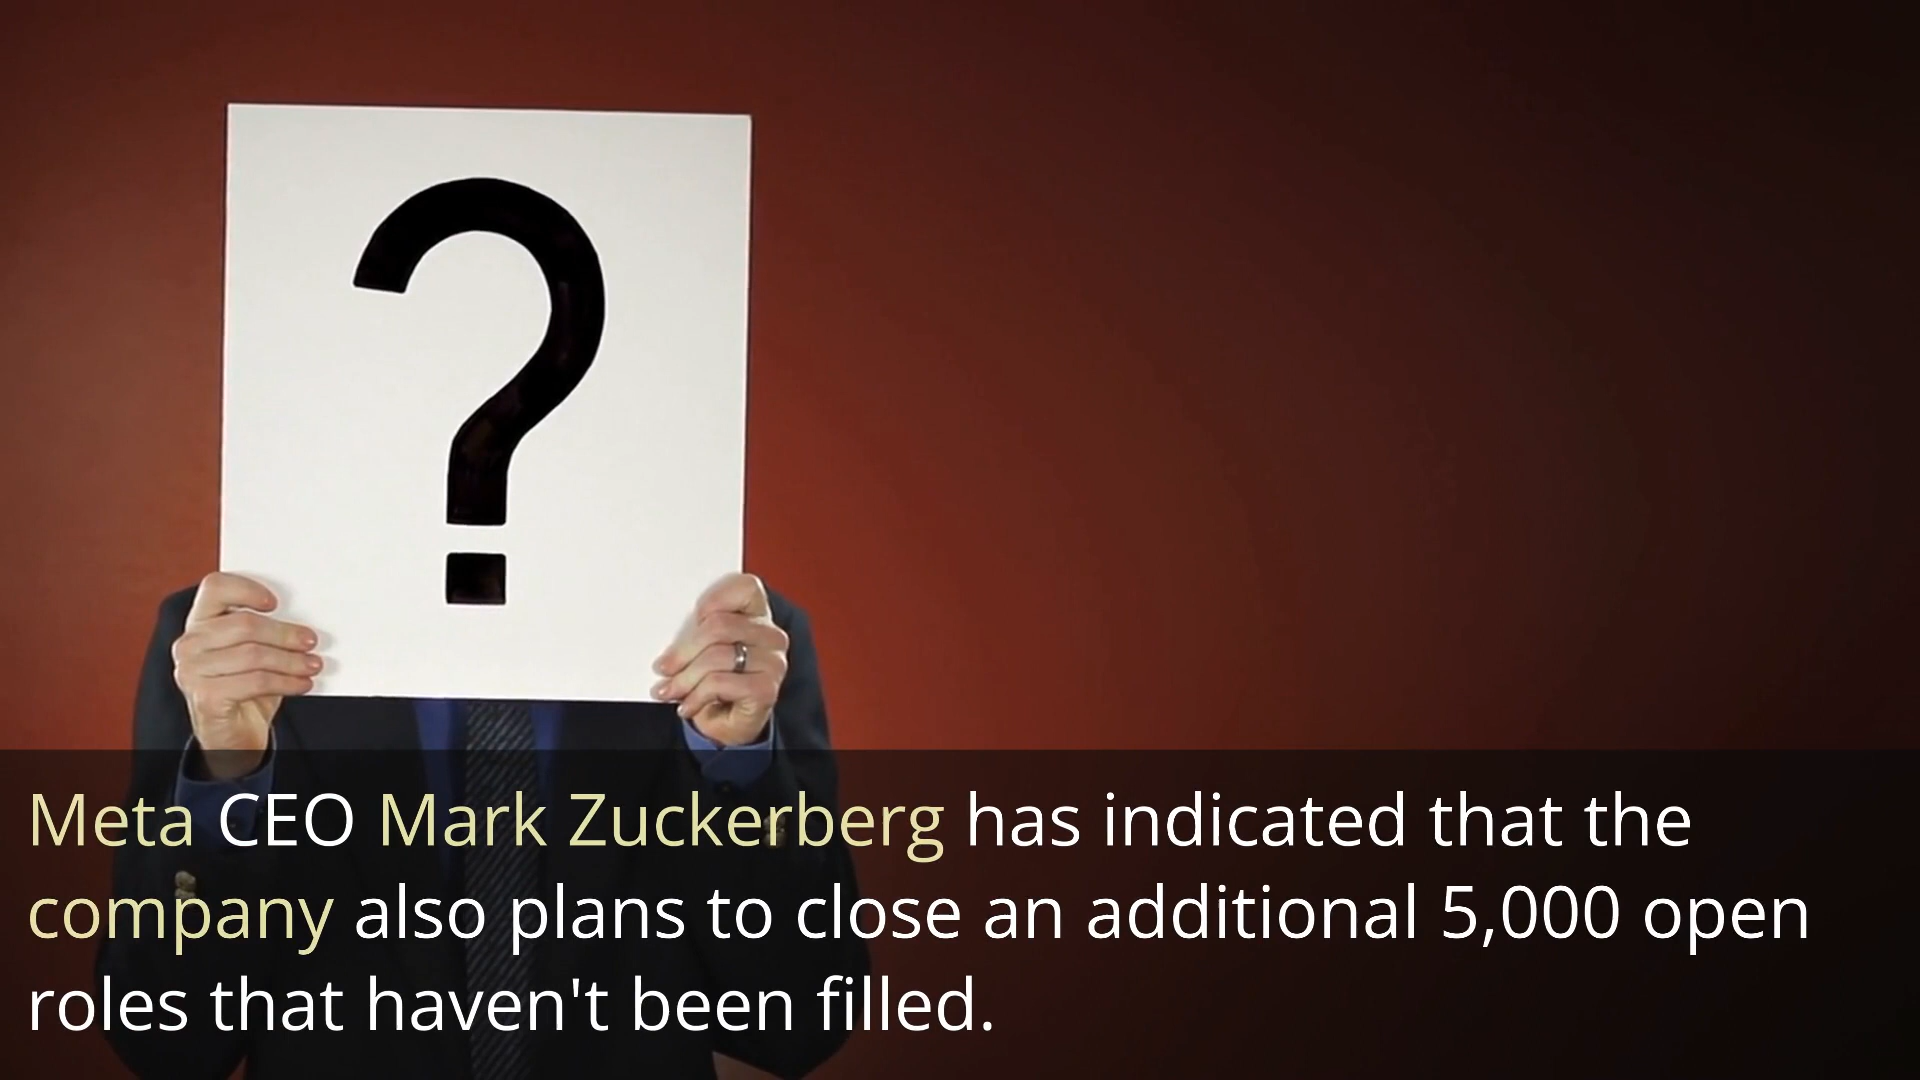 ?
Meta CEO Mark Zuckerberg has indicated that the
company also plans to close an additional 5,000 open
roles that haven't been filled.